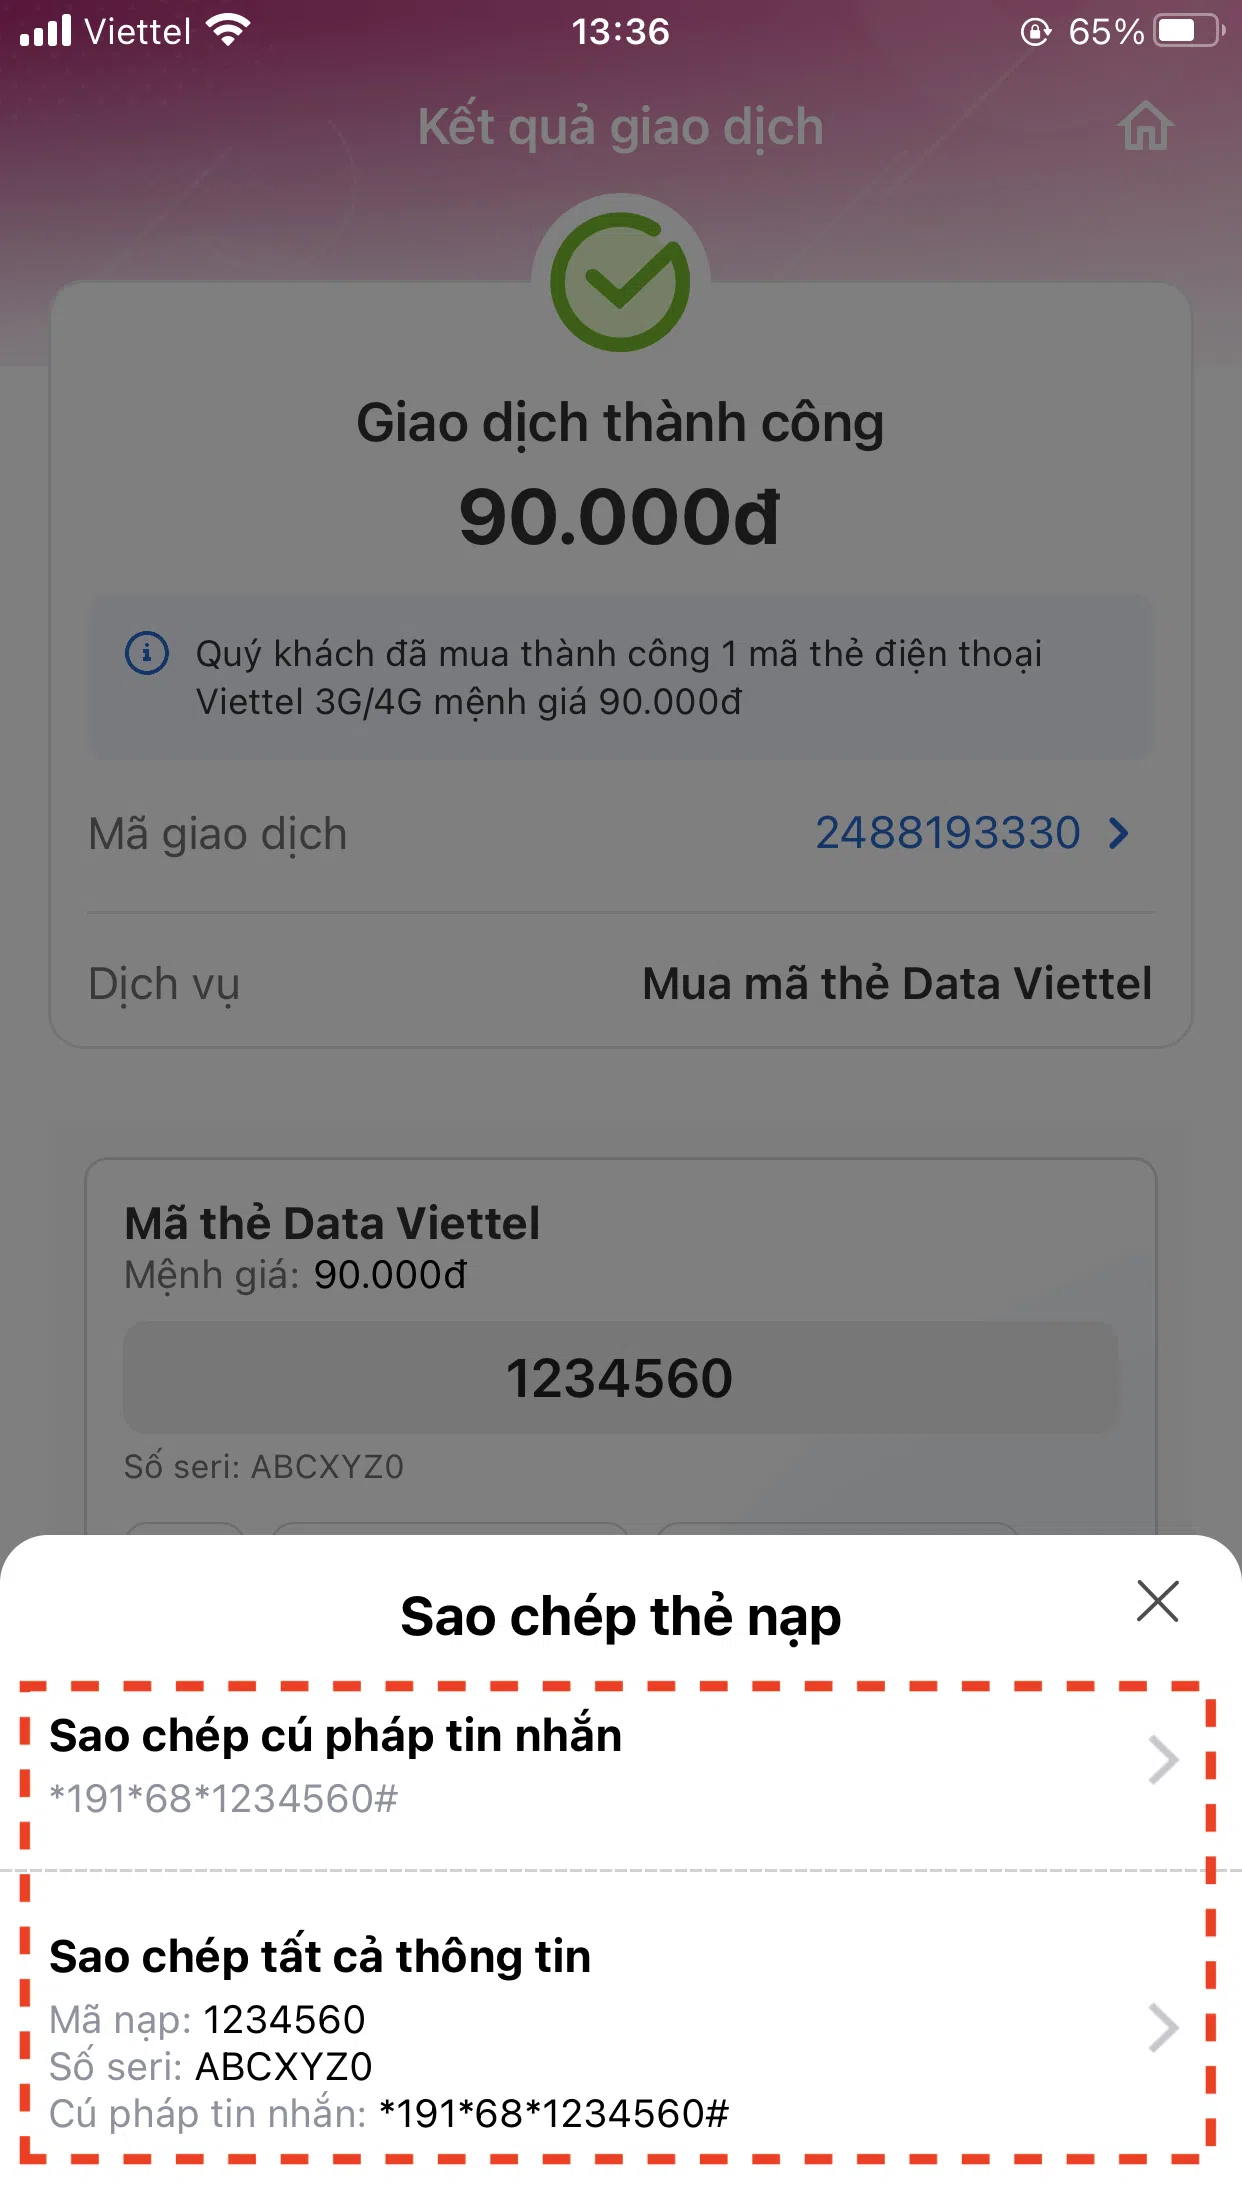 Viettel 13:36 65%
Kết quả giao dịch
Giao dịch thành công
90.000đ
Quý khách đã mua thành công 1 mã thẻ điện thoại
Viettel 3G/4G mệnh giá 90.000đ
Mã giao dịch 2488193330
Dịch vụ Mua mã thẻ Data Viettel
Mã thẻ Data Viettel
Mệnh giá: 90.000đ
1234560
Số seri: ABCXYZ0
Sao chép thẻ nạp
Sao chép cú pháp tin nhắn
*191*68*1234560#
Sao chép tất cả thông tin
Mã nạp: 1234560
Số seri: ABCXYZ0
Cú pháp tin nhắn: *191*68*1234560#